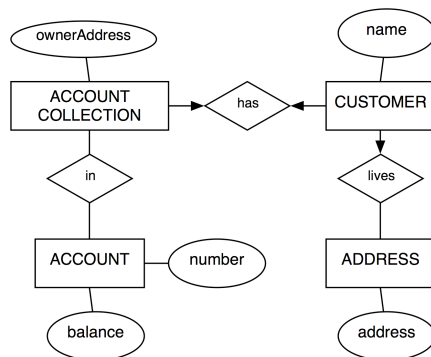 ownerAddress
name
ACCOUNT
COLLECTION
has
CUSTOMER
in
lives
ACCOUNT
number
ADDRESS
balance
address